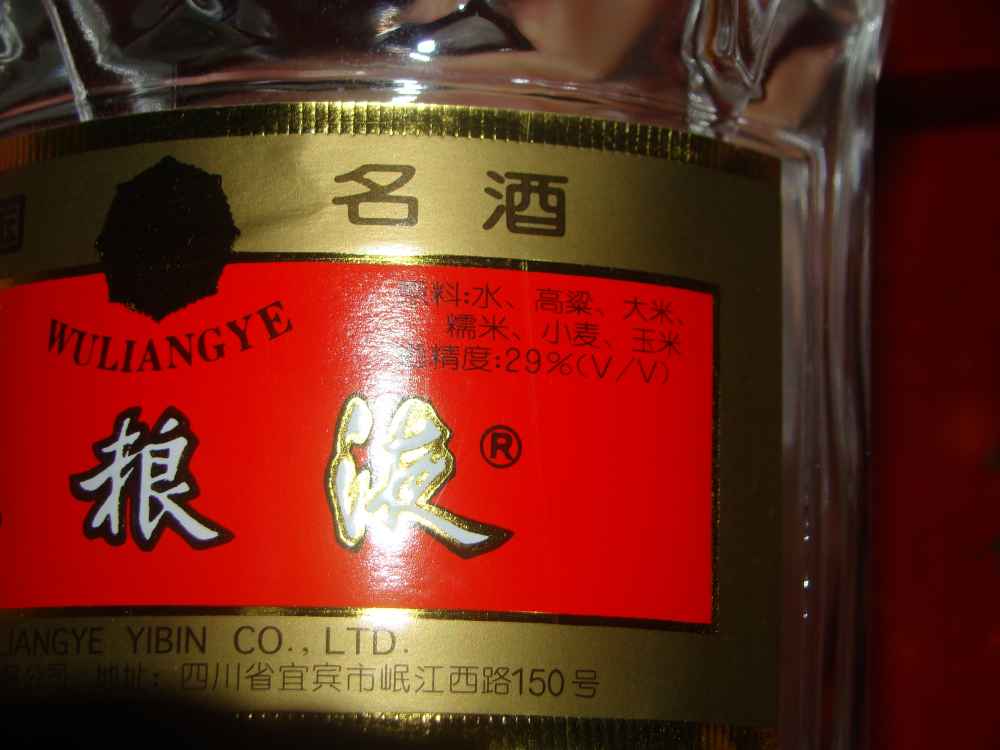 名酒
WULIANGYE
料:水、高粱、大米、
糯米、小麦、玉米
精度:29%(V/V)
粮液®
LIANGYE YIBIN CO., LTD.
公司 地址: 四川省宜宾市岷江西路150号